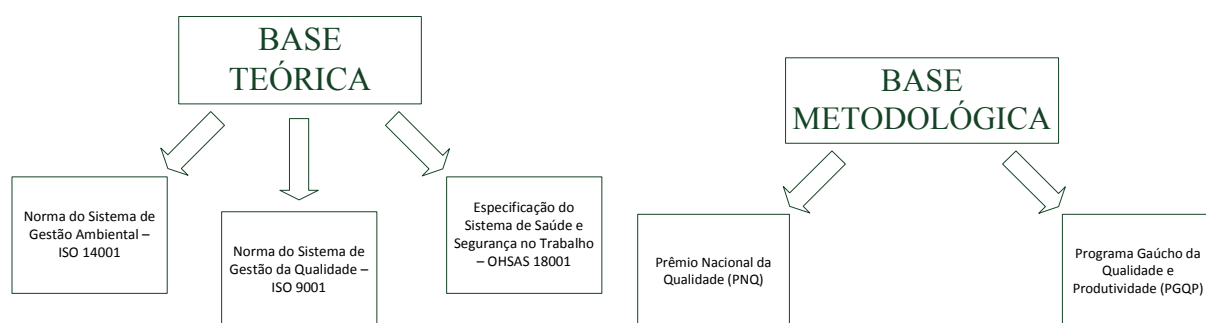 BASE
TEÓRICA
Norma do Sistema de
Gestão Ambiental –
ISO 14001
Norma do Sistema de
Gestão da Qualidade –
ISO 9001
Especificação do
Sistema de Saúde e
Segurança no Trabalho
– OHSAS 18001
BASE
METODOLÓGICA
Prêmio Nacional da
Qualidade (PNQ)
Programa Gaúcho da
Qualidade e
Produtividade (PGQP)